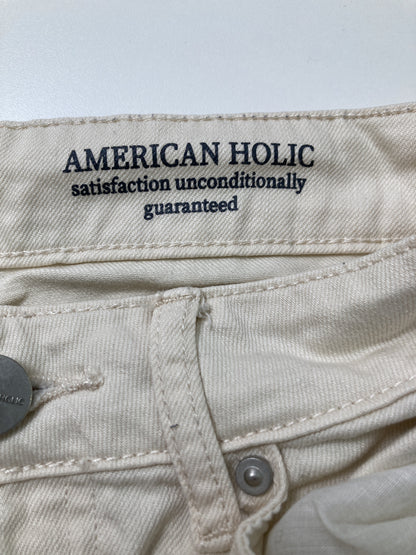 AMERICAN HOLIC
satisfaction unconditionally
guaranteed